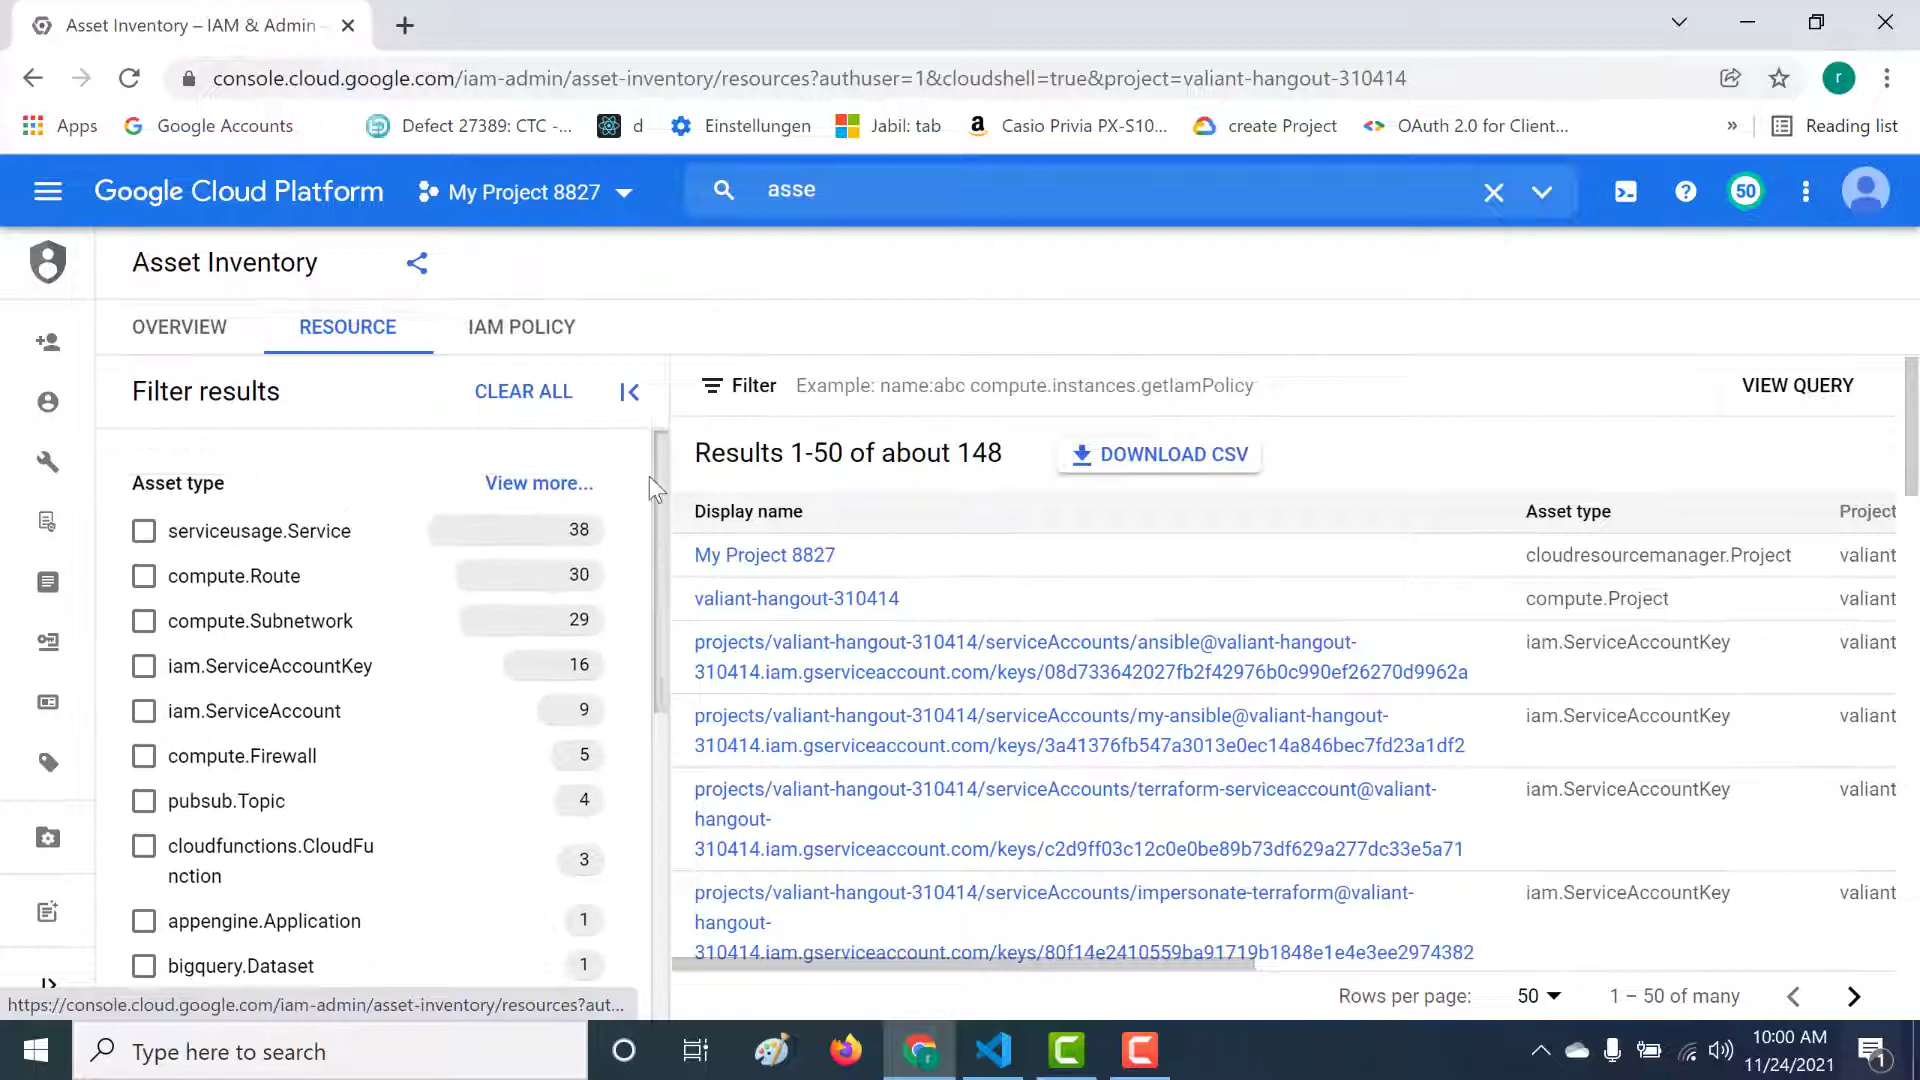 Asset Inventory – IAM & Admin
console.cloud.google.com/iam-admin/asset-inventory/resources?authuser=1&cloudshell=true&project=valiant-hangout-310414
r
Apps
Google Accounts
Defect 27389: CTC -...
d
Einstellungen
Jabil: tab
Casio Privia PX-S10...
create Project
OAuth 2.0 for Client...
»
Reading list
Google Cloud Platform
My Project 8827
asse
50
Asset Inventory
OVERVIEW
RESOURCE
IAM POLICY
Filter results
CLEAR ALL
Asset type
View more...
serviceusage.Service
38
compute.Route
30
compute.Subnetwork
29
iam.ServiceAccountKey
16
iam.ServiceAccount
9
compute.Firewall
5
pubsub.Topic
4
cloudfunctions.CloudFu
nction
3
appengine.Application
1
bigquery.Dataset
1
Filter
Example: name:abc compute.instances.getIamPolicy
VIEW QUERY
Results 1-50 of about 148
DOWNLOAD CSV
Display name
Asset type
Project
My Project 8827
cloudresourcemanager.Project
valiant
valiant-hangout-310414
compute.Project
valiant
projects/valiant-hangout-310414/serviceAccounts/ansible@valiant-hangout-
310414.iam.gserviceaccount.com/keys/08d733642027fb2f42976b0c990ef26270d9962a
iam.ServiceAccountKey
valiant
projects/valiant-hangout-310414/serviceAccounts/my-ansible@valiant-hangout-
310414.iam.gserviceaccount.com/keys/3a41376fb547a3013e0ec14a846bec7fd23a1df2
iam.ServiceAccountKey
valiant
projects/valiant-hangout-310414/serviceAccounts/terraform-serviceaccount@valiant-
hangout-
310414.iam.gserviceaccount.com/keys/c2d9ff03c12c0e0be89b73df629a277dc33e5a71
iam.ServiceAccountKey
valiant
projects/valiant-hangout-310414/serviceAccounts/impersonate-terraform@valiant-
hangout-
310414.iam.gserviceaccount.com/keys/80f14e2410559ba91719b1848e1e4e3ee2974382
iam.ServiceAccountKey
valiant
Rows per page:
50
1 – 50 of many
https://console.cloud.google.com/iam-admin/asset-inventory/resources?aut...
Type here to search
10:00 AM
11/24/2021
1